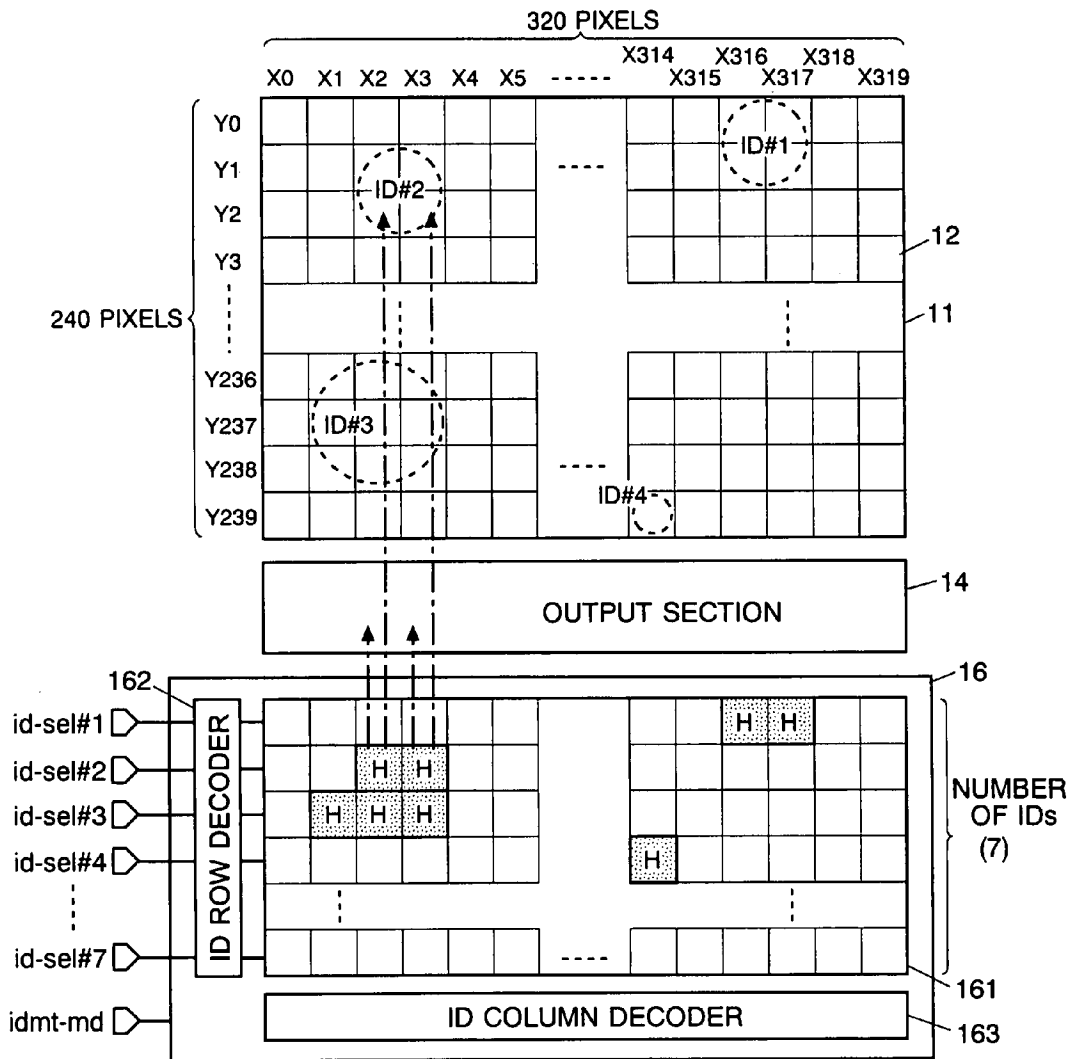 320 PIXELS
X314 X316 X318
X0 X1 X2 X3 X4 X5 X315 X317 X319
Y0
ID#1
Y1
ID#2
Y2
12
Y3
11
240 PIXELS
Y236
Y237
ID#3
Y238
ID#4
Y239
14
OUTPUT SECTION
162
16
id-sel#1
H H
id-sel#2
H H
id-sel#3
H H H
id-sel#4
H
id-sel#7
ID ROW DECODER
NUMBER
OF IDs
(7)
161
idmt-md
ID COLUMN DECODER
163